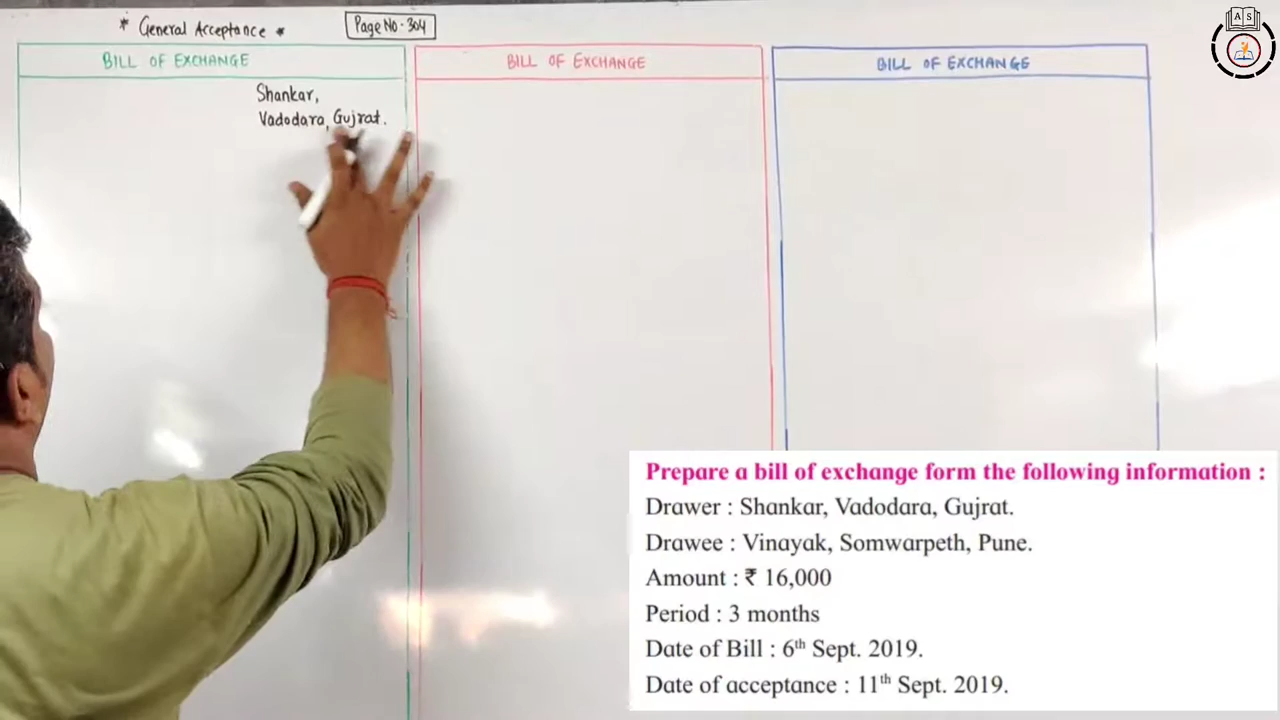 * General Acceptance *
Page No. 304
BILL OF EXCHANGE
BILL OF EXCHANGE
BILL OF EXCHANGE
Shankar,
Vadodara, Gujrat.
A S
Prepare a bill of exchange form the following information :
Drawer : Shankar, Vadodara, Gujrat.
Drawee : Vinayak, Somwarpeth, Pune.
Amount : ₹ 16,000
Period : 3 months
Date of Bill : 6th Sept. 2019.
Date of acceptance : 11th Sept. 2019.